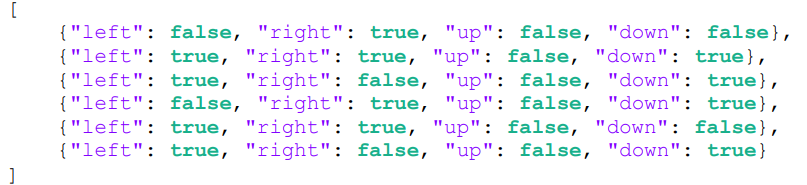 [
    {"left": false, "right": true, "up": false, "down": false},
    {"left": true, "right": true, "up": false, "down": true},
    {"left": true, "right": false, "up": false, "down": true},
    {"left": false, "right": true, "up": false, "down": true},
    {"left": true, "right": true, "up": false, "down": false},
    {"left": true, "right": false, "up": false, "down": true}
]